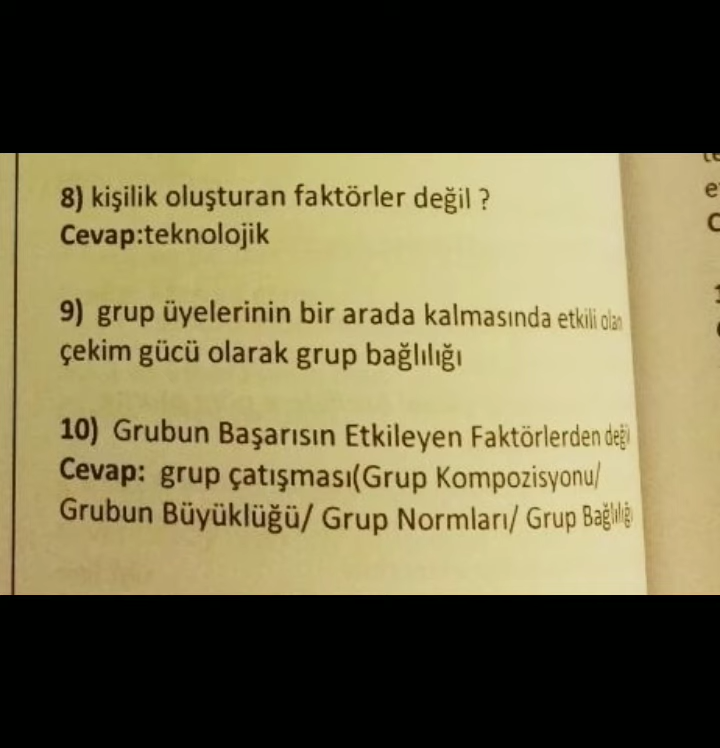 8) kişilik oluşturan faktörler değil ?
Cevap:teknolojik
9) grup üyelerinin bir arada kalmasında etkili olan
çekim gücü olarak grup bağlılığı
10) Grubun Başarısın Etkileyen Faktörlerden değil
Cevap: grup çatışması(Grup Kompozisyonu/
Grubun Büyüklüğü/ Grup Normları/ Grup Bağlılığı